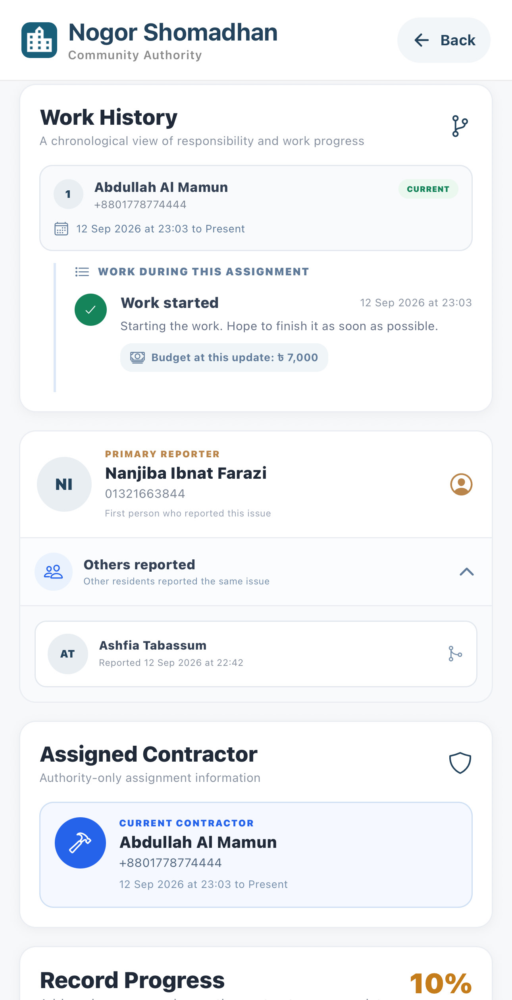 Nogor Shomadhan
Community Authority
Back
Work History
A chronological view of responsibility and work progress
1
Abdullah Al Mamun
CURRENT
+8801778774444
12 Sep 2026 at 23:03 to Present
WORK DURING THIS ASSIGNMENT
Work started
12 Sep 2026 at 23:03
Starting the work. Hope to finish it as soon as possible.
Budget at this update: ৳ 7,000
PRIMARY REPORTER
NI
Nanjiba Ibnat Farazi
01321663844
First person who reported this issue
Others reported
Other residents reported the same issue
AT
Ashfia Tabassum
Reported 12 Sep 2026 at 22:42
Assigned Contractor
Authority-only assignment information
CURRENT CONTRACTOR
Abdullah Al Mamun
+8801778774444
12 Sep 2026 at 23:03 to Present
Record Progress
10%